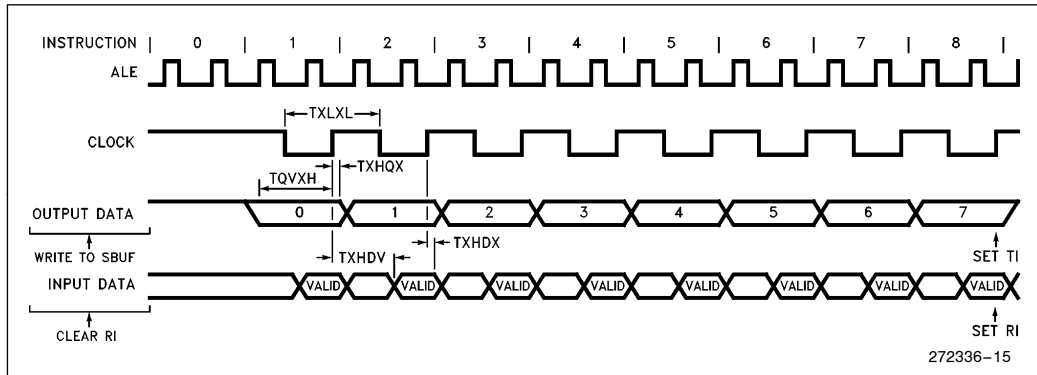 INSTRUCTION | 0 | 1 | 2 | 3 | 4 | 5 | 6 | 7 | 8 |
ALE
TXLXL
CLOCK
TXHQX
TQVXH
OUTPUT DATA 0 1 2 3 4 5 6 7
WRITE TO SBUF
TXHDX
SET TI
TXHDV
INPUT DATA VALID VALID VALID VALID VALID VALID VALID VALID
CLEAR RI
SET RI
272336-15